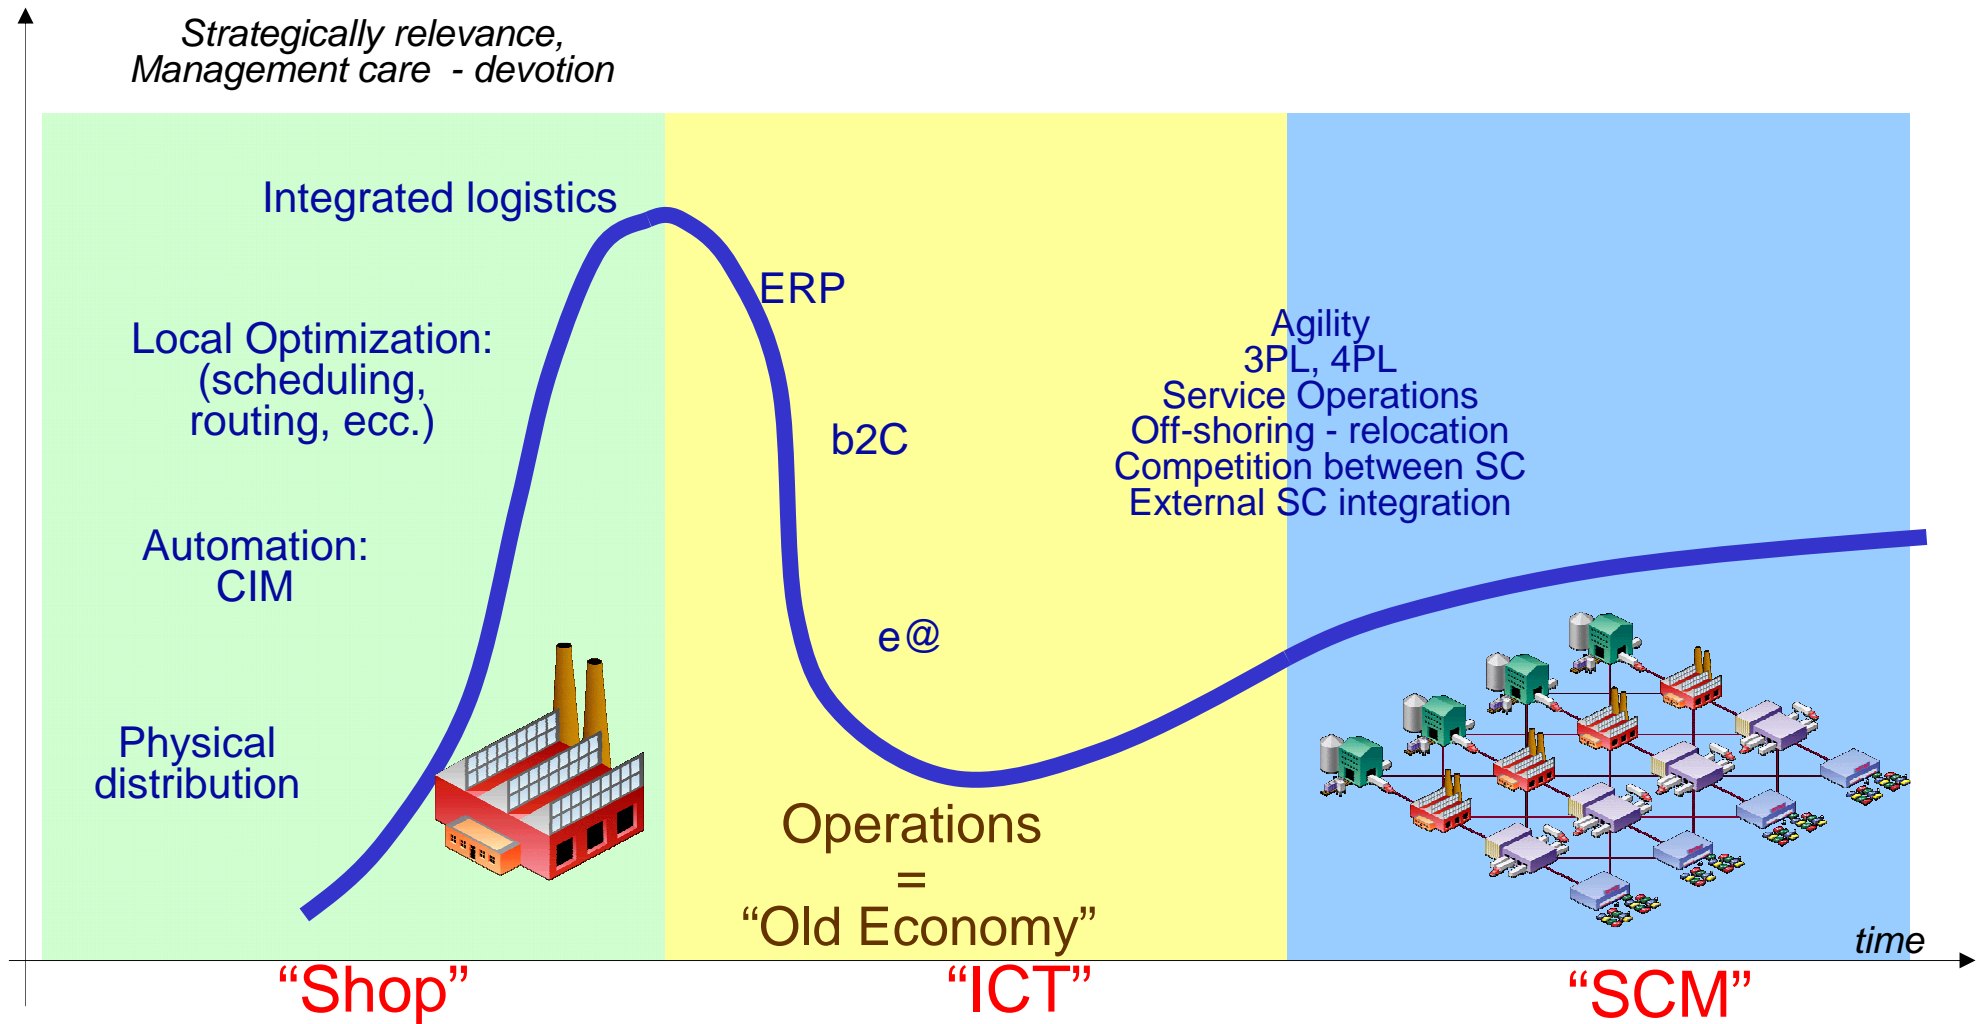 Strategically relevance,
Management care  - devotion
Integrated logistics
ERP
Local Optimization:
(scheduling,
routing, ecc.)
Agility
3PL, 4PL
Service Operations
Off-shoring - relocation
Competition between SC
External SC integration
b2C
Automation:
CIM
e@
Physical
distribution
Operations
=
“Old Economy”
time
“Shop”
“ICT”
“SCM”